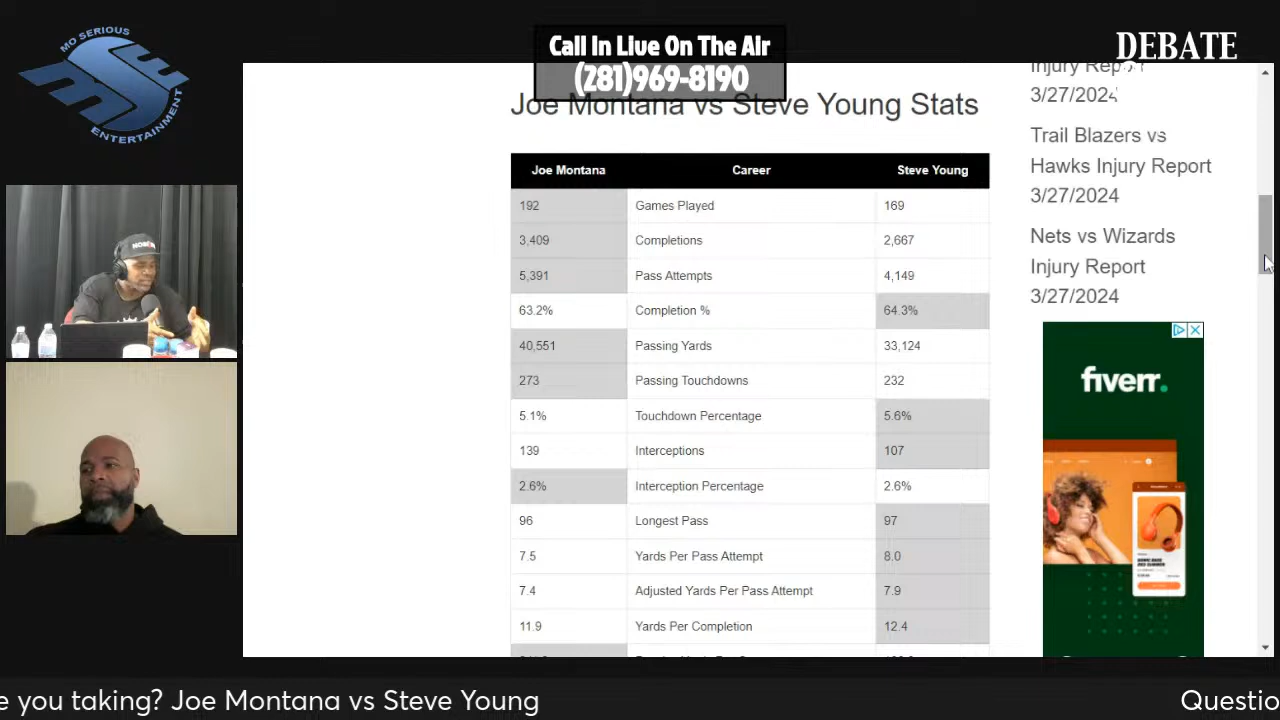 MO SERIOUS
MSE
ENTERTAINMENT
Call In Live On The Air
(281)969-8190
DEBATE
Injury Report
3/27/2024
Joe Montana vs Steve Young Stats
Joe Montana Career Steve Young
192 Games Played 169
3,409 Completions 2,667
5,391 Pass Attempts 4,149
63.2% Completion % 64.3%
40,551 Passing Yards 33,124
273 Passing Touchdowns 232
5.1% Touchdown Percentage 5.6%
139 Interceptions 107
2.6% Interception Percentage 2.6%
96 Longest Pass 97
7.5 Yards Per Pass Attempt 8.0
7.4 Adjusted Yards Per Pass Attempt 7.9
11.9 Yards Per Completion 12.4
Trail Blazers vs
Hawks Injury Report
3/27/2024
Nets vs Wizards
Injury Report
3/27/2024
fiverr.
e you taking? Joe Montana vs Steve Young
Questio